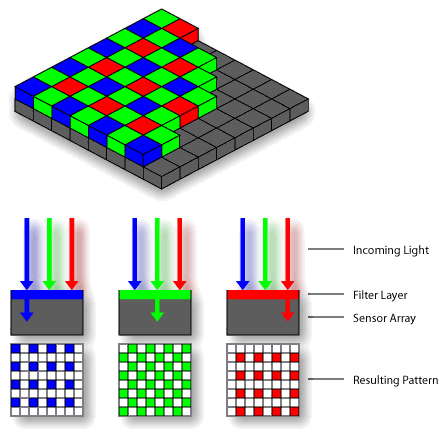 Incoming Light
Filter Layer
Sensor Array
Resulting Pattern